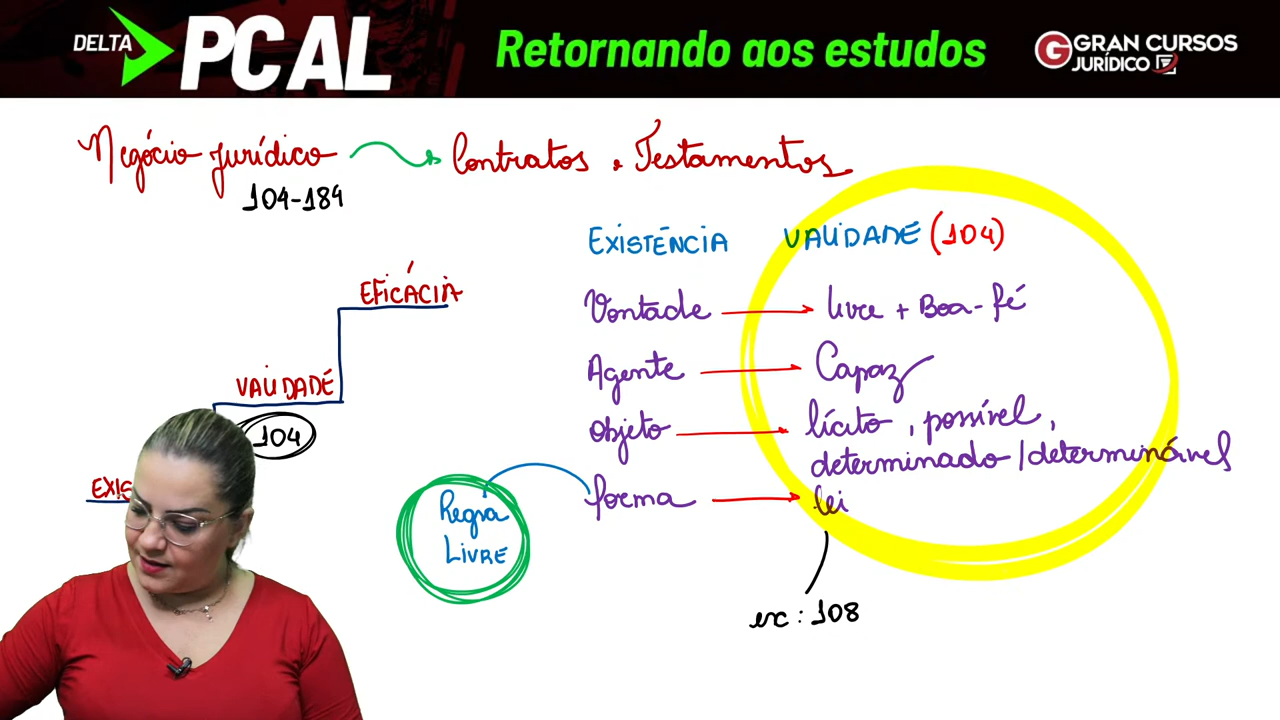 DELTA PC AL
Retornando aos estudos
GRAN CURSOS
JURÍDICO
Negócio jurídico
Contratos
Testamentos
104-184
EXISTÊNCIA
VALIDADE (104)
EFICÁCIA
Vontade
livre + Boa-fé
Agente
Capaz
VALIDADE
104
objeto
lícito, possível,
determinado/determinável
EXIS
forma
lei
Regra
LIVRE
ex: 108